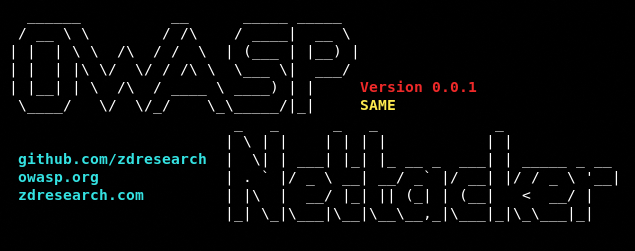 OWASP
Version 0.0.1
SAME
Nettacker
github.com/zdresearch
owasp.org
zdresearch.com